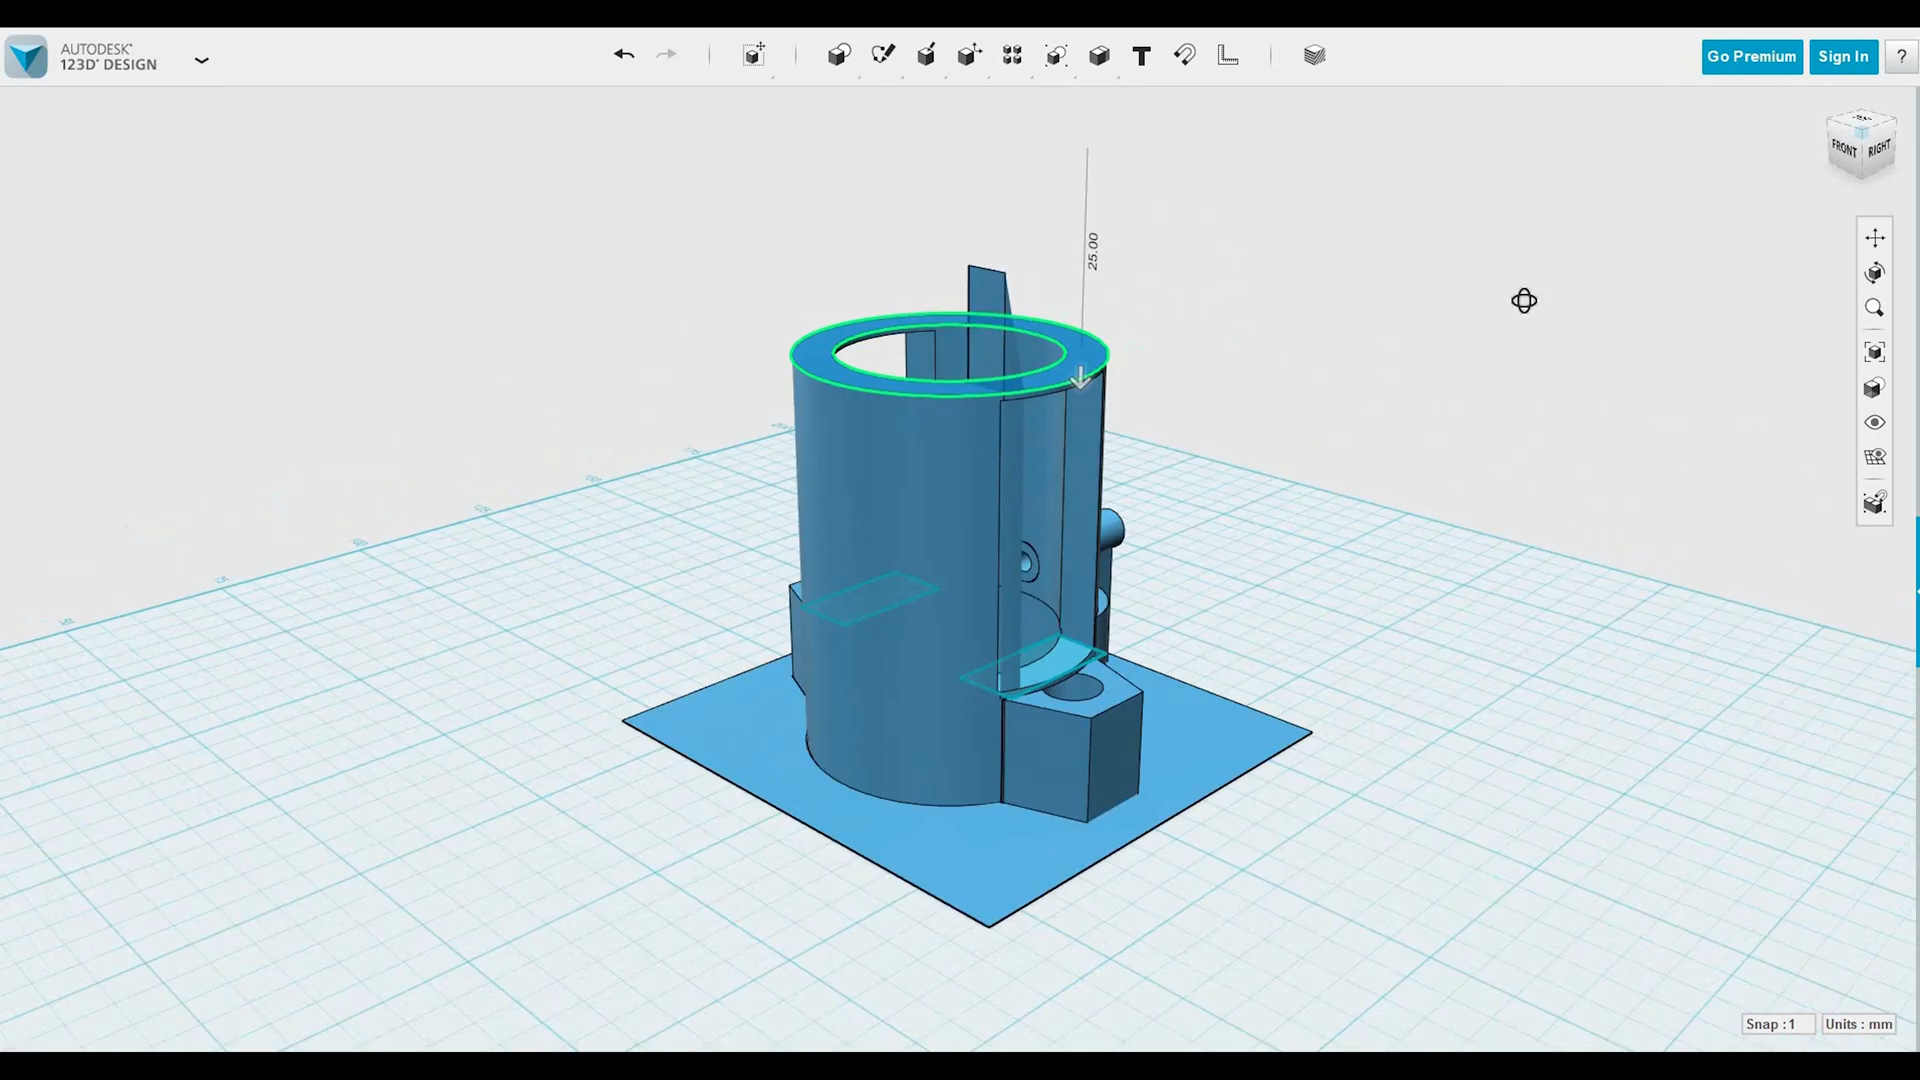 AUTODESK®
123D® DESIGN
T
Go Premium
Sign In
?
FRONT
RIGHT
25.00
Snap : 1
Units : mm